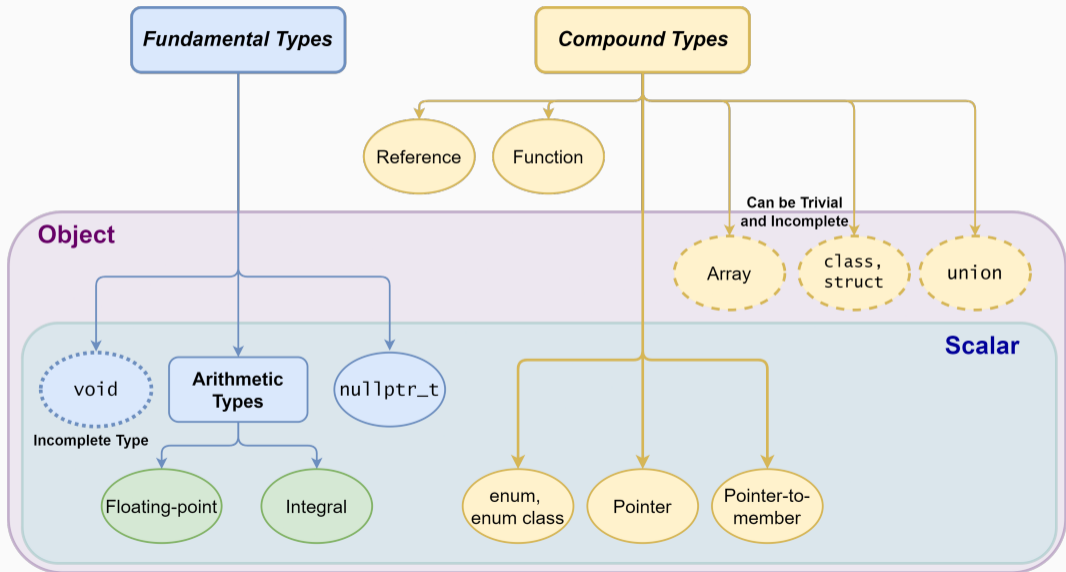 Fundamental Types
Compound Types
Reference
Function
Can be Trivial
and Incomplete
Object
Array
class,
struct
union
Scalar
void
Arithmetic
Types
nullptr_t
Incomplete Type
Floating-point
Integral
enum,
enum class
Pointer
Pointer-to-
member